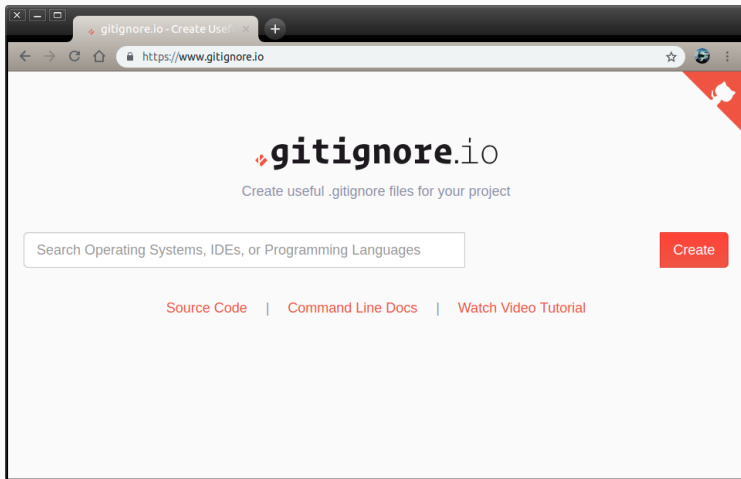 gitignore.io - Create Usef
https://www.gitignore.io
.gitignore.io
Create useful .gitignore files for your project
Search Operating Systems, IDEs, or Programming Languages
Create
Source Code | Command Line Docs | Watch Video Tutorial